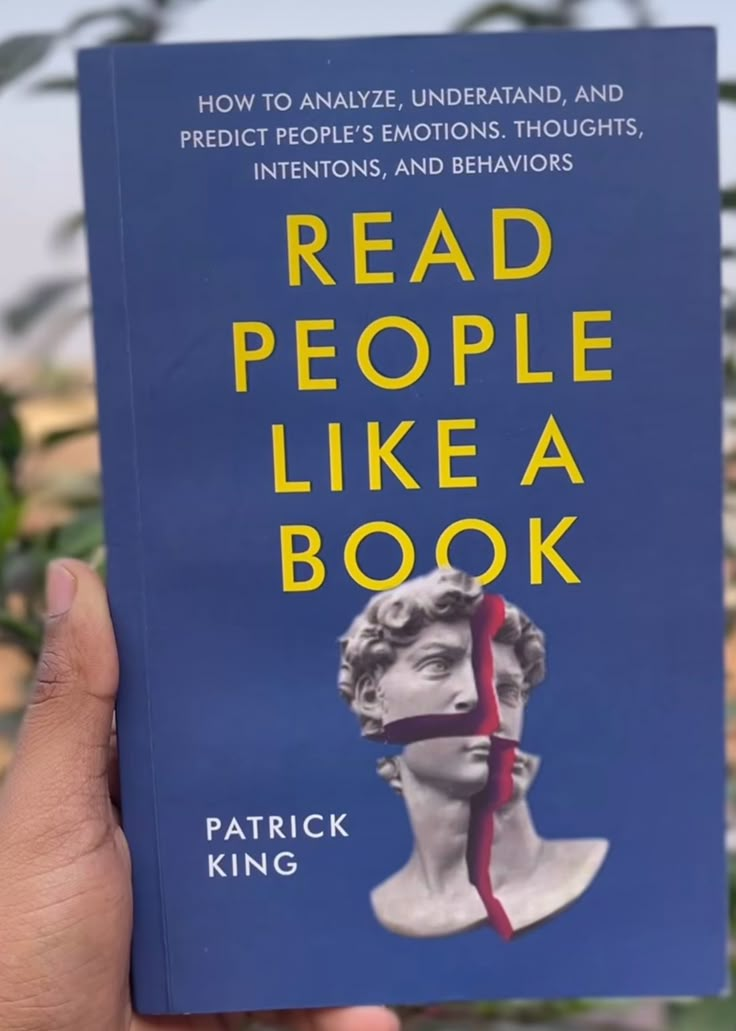 HOW TO ANALYZE, UNDERATAND, AND
PREDICT PEOPLE'S EMOTIONS. THOUGHTS,
INTENTONS, AND BEHAVIORS
READ
PEOPLE
LIKE A
BOOK
PATRICK
KING